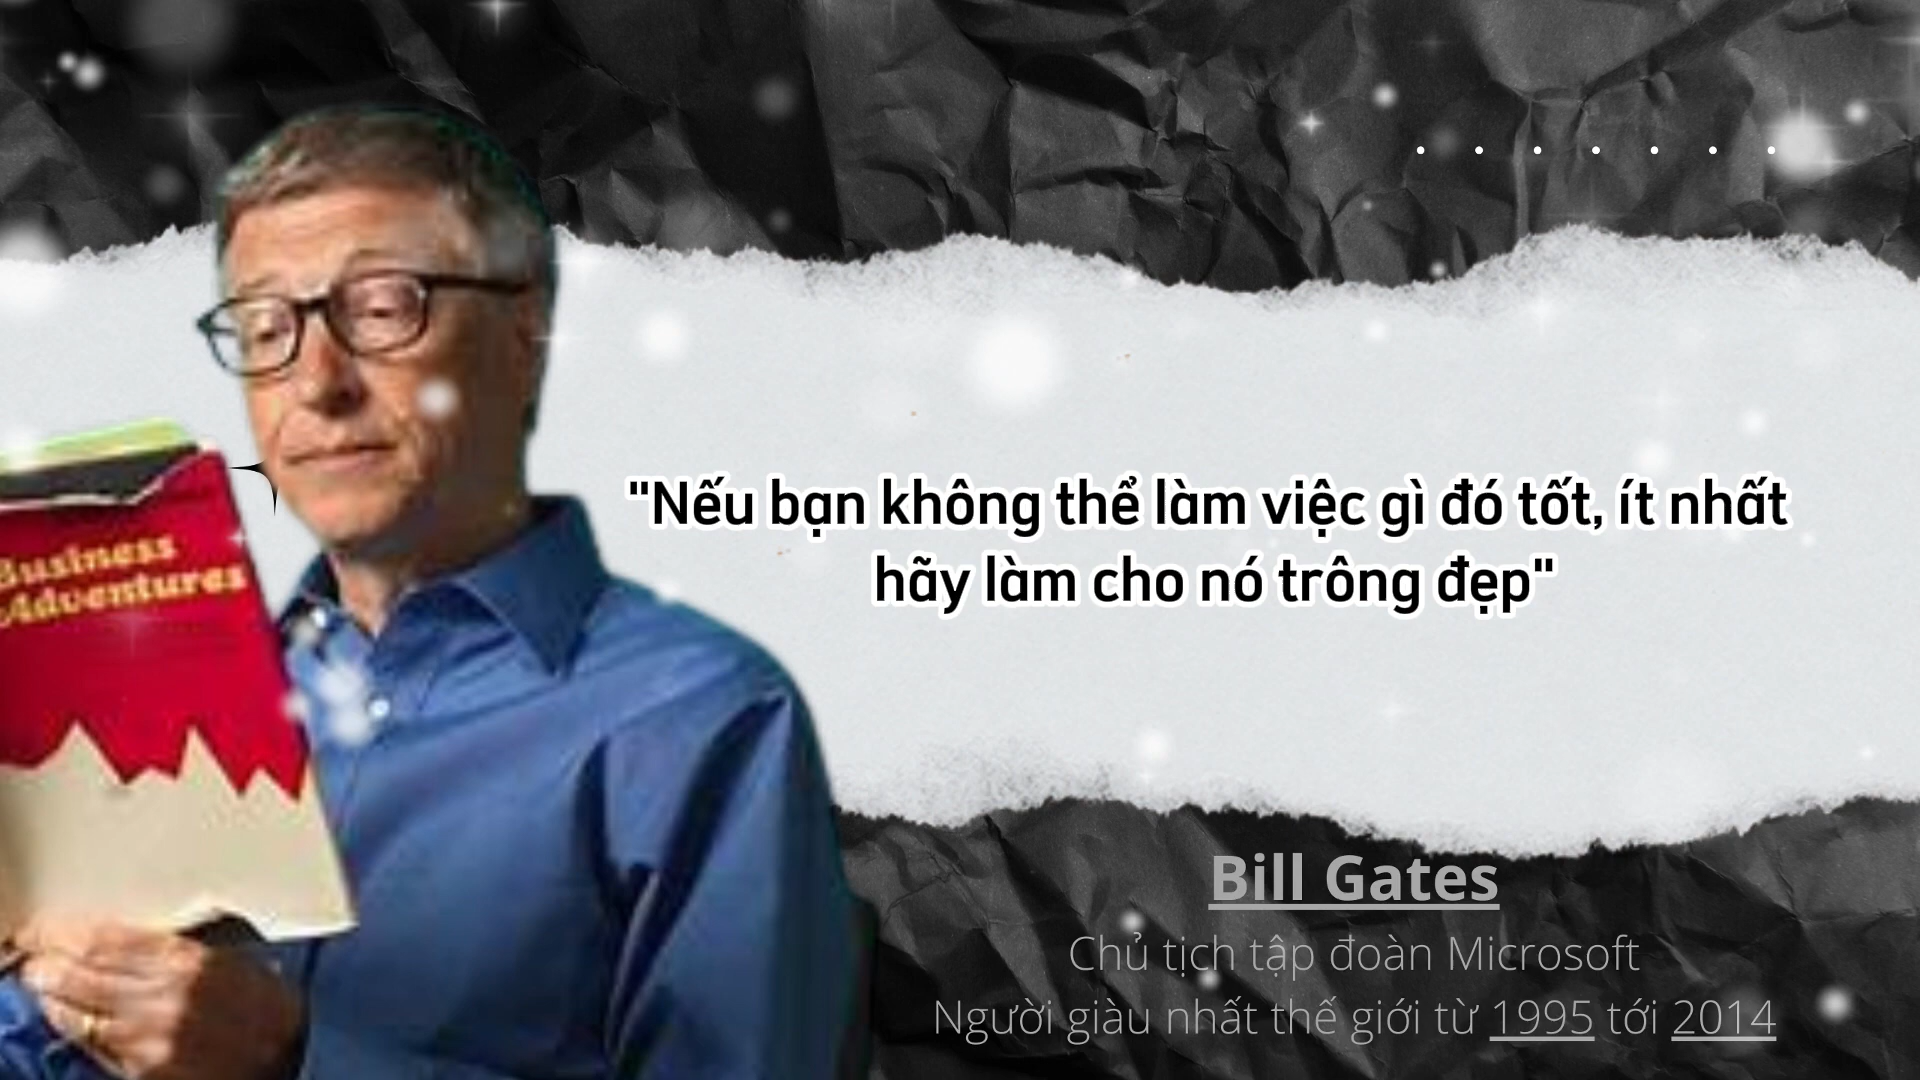 Business
Adventures
"Nếu bạn không thể làm việc gì đó tốt, ít nhất
hãy làm cho nó trông đẹp"
Bill Gates
Chủ tịch tập đoàn Microsoft
Người giàu nhất thế giới từ 1995 tới 2014